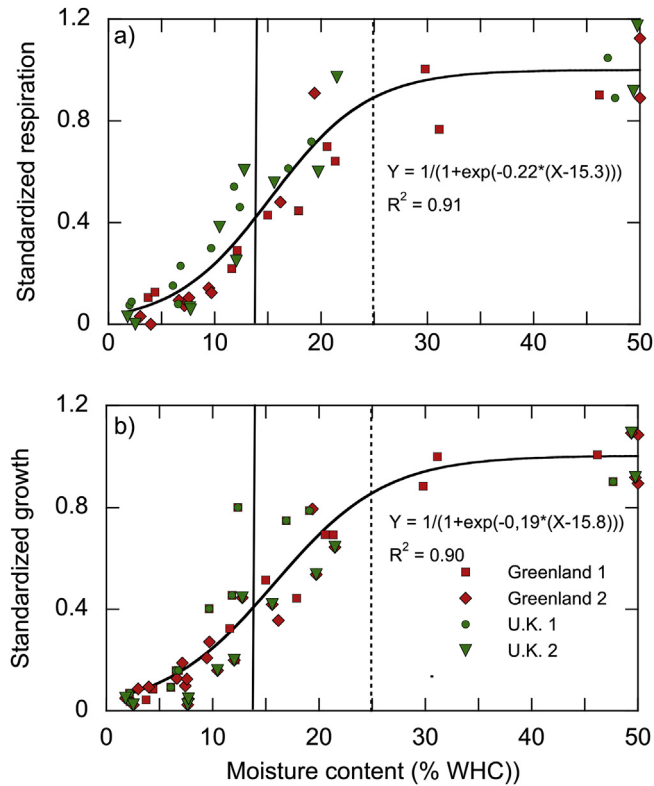 a)
Standardized respiration
1.2
0.8
0.4
0
Y = 1/(1+exp(-0.22*(X-15.3)))
R² = 0.91
0 10 20 30 40 50
b)
Standardized growth
1.2
0.8
0.4
0
Y = 1/(1+exp(-0,19*(X-15.8)))
R² = 0.90
Greenland 1
Greenland 2
U.K. 1
U.K. 2
0 10 20 30 40 50
Moisture content (% WHC))